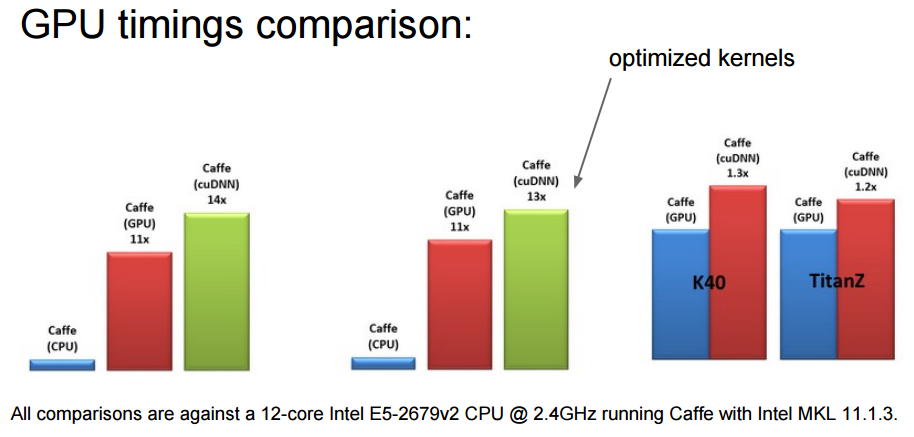 GPU timings comparison:
optimized kernels
Caffe
(CPU)
Caffe
(GPU)
11x
Caffe
(cuDNN)
14x
Caffe
(CPU)
Caffe
(GPU)
11x
Caffe
(cuDNN)
13x
Caffe
(GPU)
Caffe
(cuDNN)
1.3x
K40
Caffe
(GPU)
Caffe
(cuDNN)
1.2x
TitanZ
All comparisons are against a 12-core Intel E5-2679v2 CPU @ 2.4GHz running Caffe with Intel MKL 11.1.3.